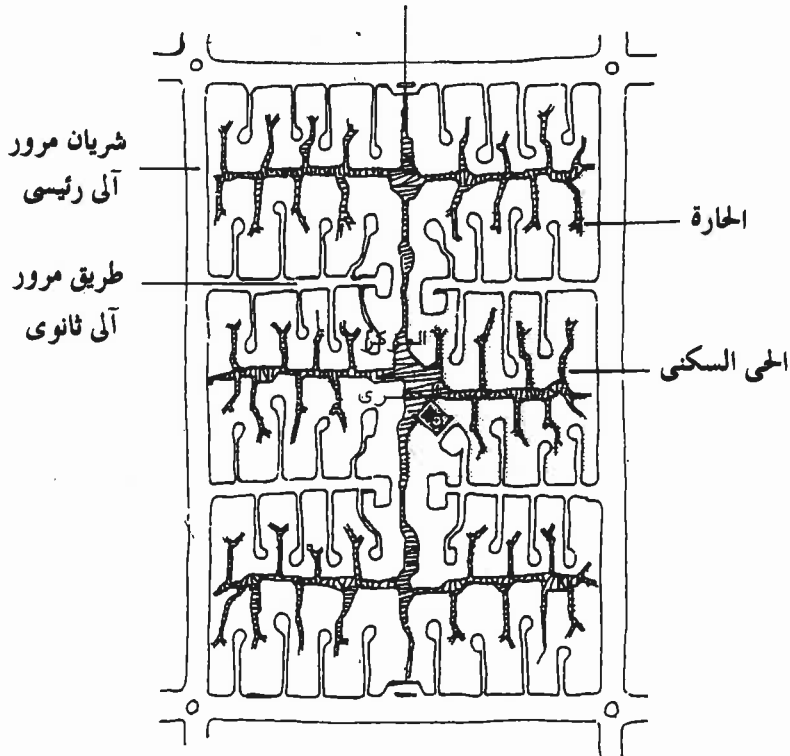 شريان مرور
آلى رئيسى
الحارة
طريق مرور
آلى ثانوى
الحى السكنى